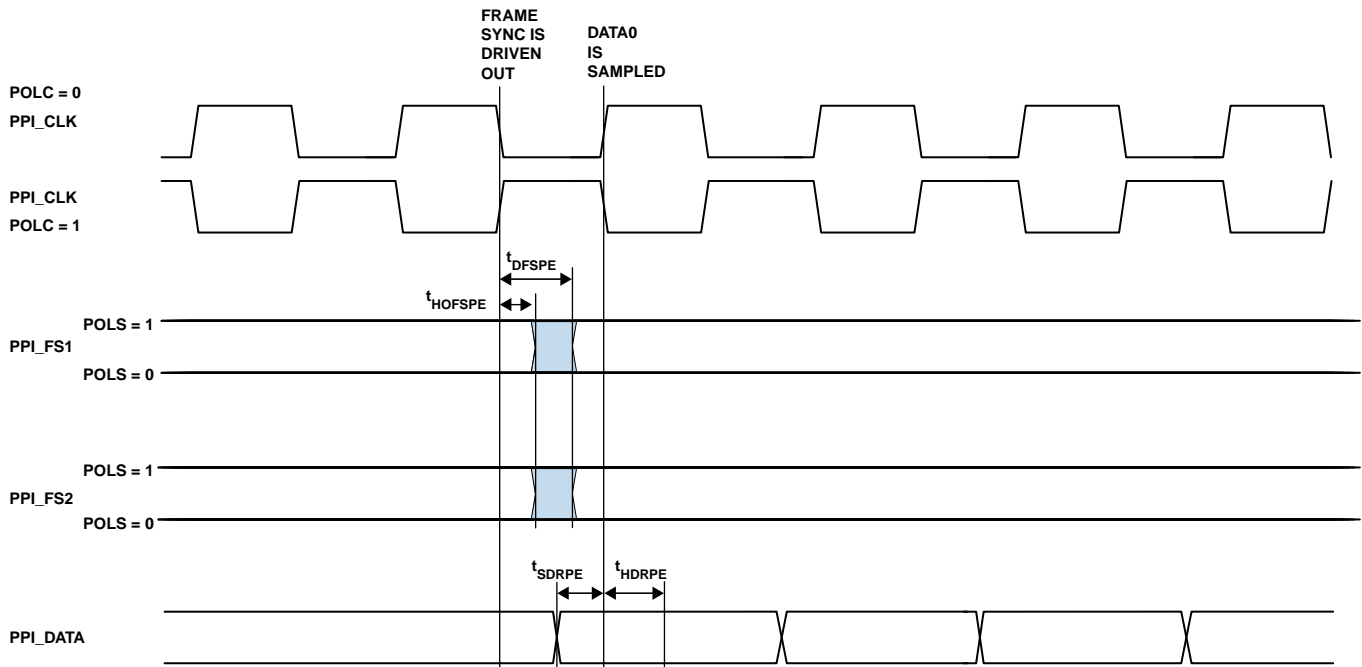 FRAME
SYNC IS
DRIVEN
OUT
DATA0
IS
SAMPLED
POLC = 0
PPI_CLK
PPI_CLK
POLC = 1
tDFSPE
tHOFSPE
POLS = 1
PPI_FS1
POLS = 0
POLS = 1
PPI_FS2
POLS = 0
tSDRPE
tHDRPE
PPI_DATA